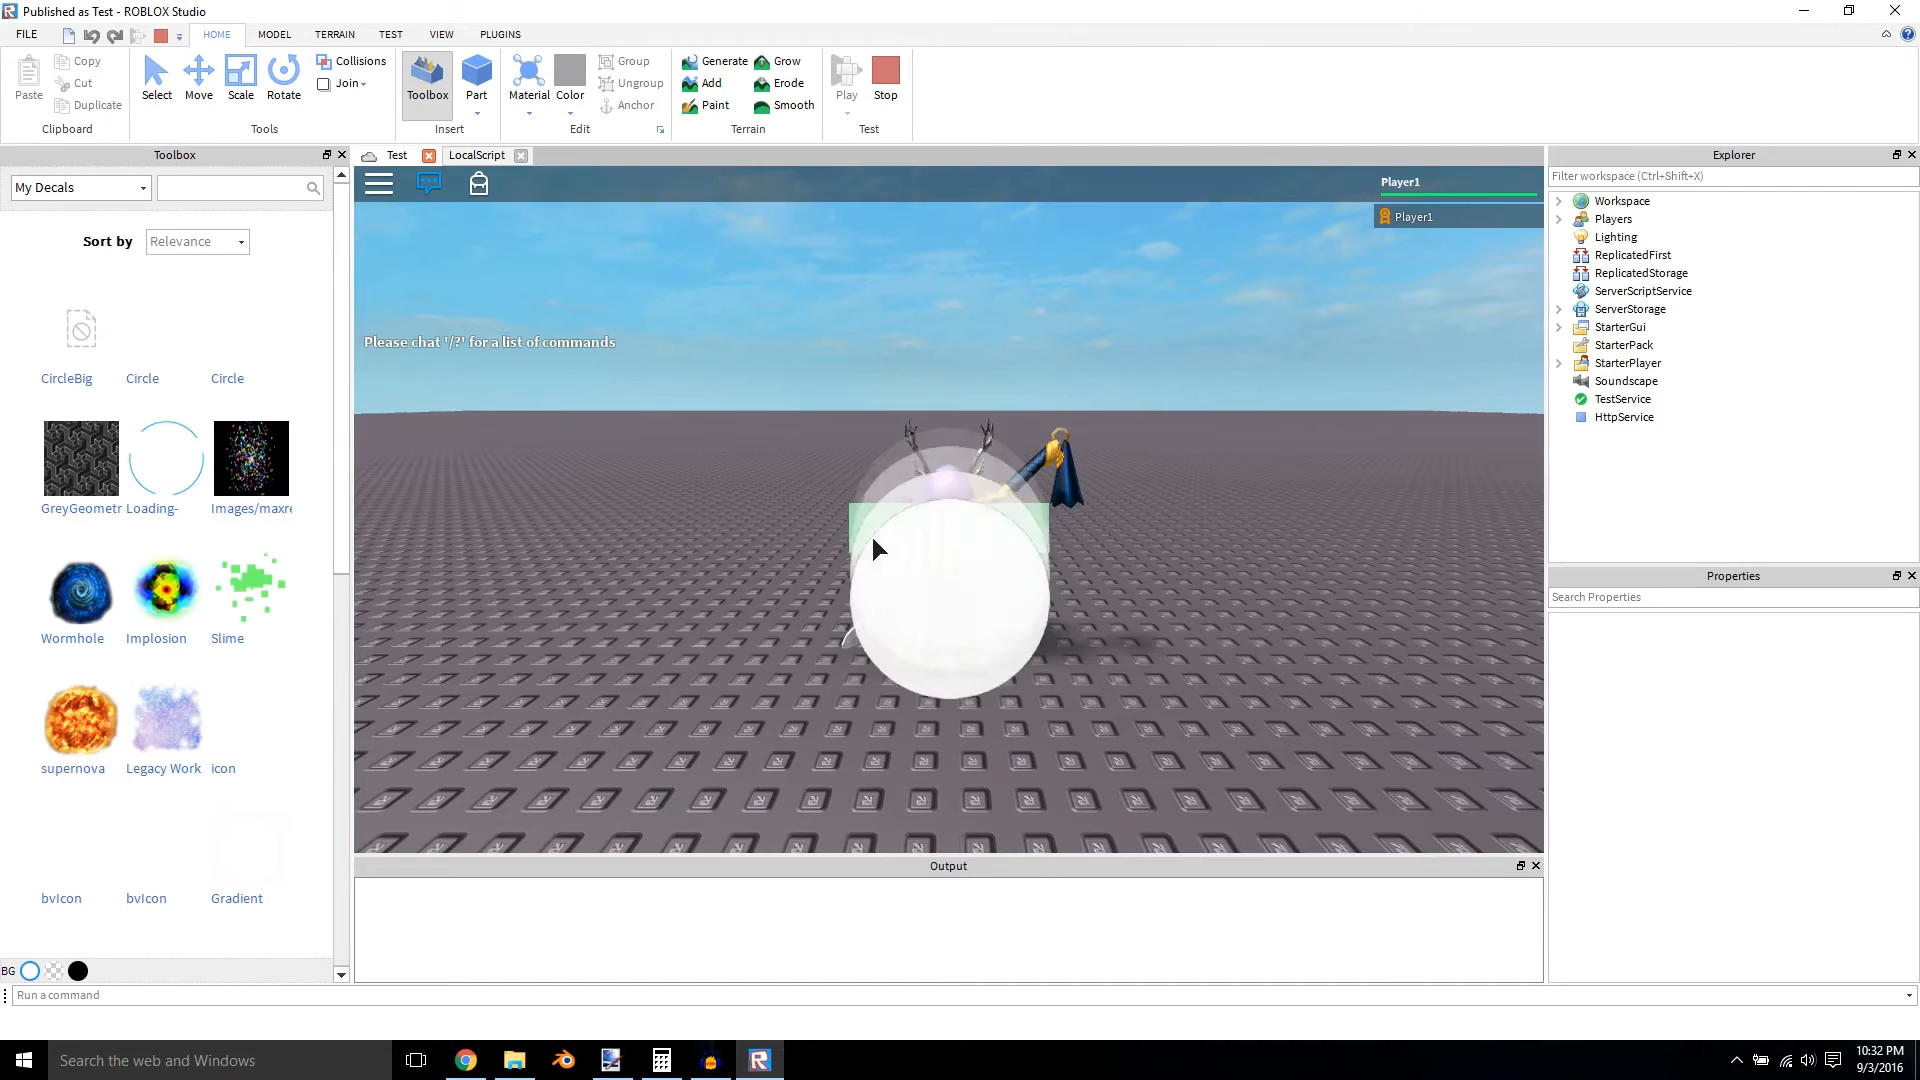 Published as Test - ROBLOX Studio
FILE
HOME
MODEL
TERRAIN
TEST
VIEW
PLUGINS
Paste
Copy
Cut
Duplicate
Clipboard
Select
Move
Scale
Rotate
Collisions
Join
Tools
Toolbox
Part
Insert
Material
Color
Group
Ungroup
Anchor
Edit
Generate
Add
Paint
Grow
Erode
Smooth
Terrain
Play
Stop
Test
Toolbox
My Decals
Sort by
Relevance
CircleBig
Circle
Circle
GreyGeometr
Loading-
Images/maxre
Wormhole
Implosion
Slime
supernova
Legacy Work
icon
bvIcon
bvIcon
Gradient
BG
Test
LocalScript
Player1
Player1
Please chat '/?' for a list of commands
Output
Explorer
Filter workspace (Ctrl+Shift+X)
Workspace
Players
Lighting
ReplicatedFirst
ReplicatedStorage
ServerScriptService
ServerStorage
StarterGui
StarterPack
StarterPlayer
Soundscape
TestService
HttpService
Properties
Search Properties
Run a command
Search the web and Windows
10:32 PM
9/3/2016